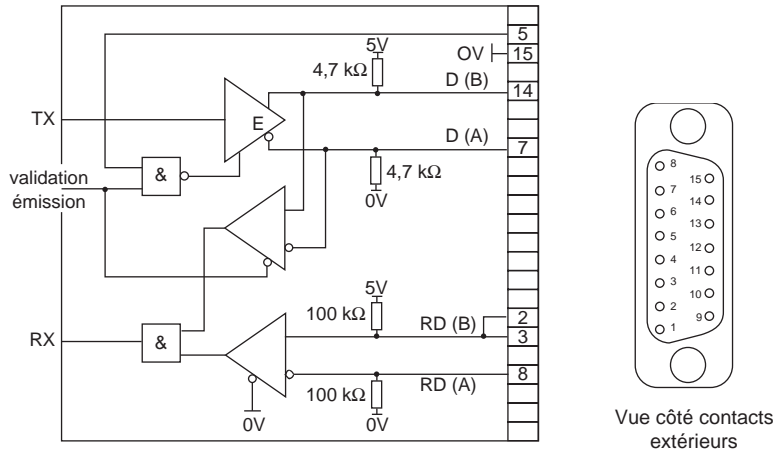 5
5V
OV
15
4,7 kΩ
D (B)
14
TX
E
D (A)
7
&
4,7 kΩ
validation
émission
0V
5V
100 kΩ
2
RD (B)
3
RX
&
8
RD (A)
100 kΩ
0V
0V
8
15
7
14
6
13
5
12
4
11
3
10
2
9
1
Vue côté contacts
extérieurs